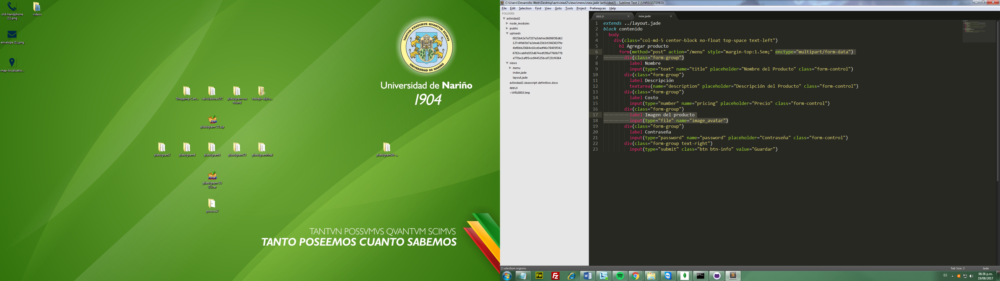 old-handphone
(1).png
videos
envelope (1).png
map-localizatio...
TANTVM POSSVMVS QVANTVM SCIMVS
UNIVERSIDAD DE NARIÑO
Universidad de Nariño
1904
Shopping-Cart...
calculadorasUC
platzigram-no
found
trabajo-diplo...
platzigram-23.zip
platzigram2
platzigram4
platzigram5
platzigram23
platzigramfinal
platzigram26-...
platzigram-15
(1).rar
posscss2
TANTVN POSSVMVS QVANTVM SCIMVS
TANTO POSEEMOS CUANTO SABEMOS
C:\Users\Desarrollo Web\Desktop\actividad2\views\menu\new.jade (actividad2) - Sublime Text 2 (UNREGISTERED)
File Edit Selection Find View Goto Tools Project Preferences Help
FOLDERS
actividad2
node_modules
public
uploads
0025b42e7a7337a3defee36006f38d62
127c4fb65b7a2deab23b3cf24636379e
4bf8bb23684e18ce0adf46c78405f342
6783ccab9d353d674edf2f8a7760b778
e770ac1af95cec944525bcd7231f4364
views
menu
index.jade
layout.jade
actividad2-Javascript-definitivo.docx
app.js
~WRL0003.tmp
app.js
new.jade
1 extends ../layout.jade
2 block contenido
3 body
4 div(class="col-md-5 center-block no-float top-space text-left")
5 h1 Agregar producto
6 form(method="post" action="/menu" style="margin-top:1.5em;" enctype="multipart/form-data")
7 div(class="form-group")
8 label Nombre
9 input(type="text" name="title" placeholder="Nombre del Producto" class="form-control")
10 div(class="form-group")
11 label Descripción
12 textarea(name="description" placeholder="Descripción del Producto" class="form-control")
13 div(class="form-group")
14 label Costo
15 input(type="number" name="pricing" placeholder="Precio" class="form-control")
16 div(class="form-group")
17 label Imagen del producto
18 input(type="file" name="image_avatar")
19 div(class="form-group")
20 label Contraseña
21 input(type="password" name="password" placeholder="Contraseña" class="form-control")
22 div(class="form-group text-right")
23 input(type="submit" class="btn btn-info" value="Guardar")
2 selection regions
Tab Size: 2
Jade
ES
06:36 p.m.
19/08/2017